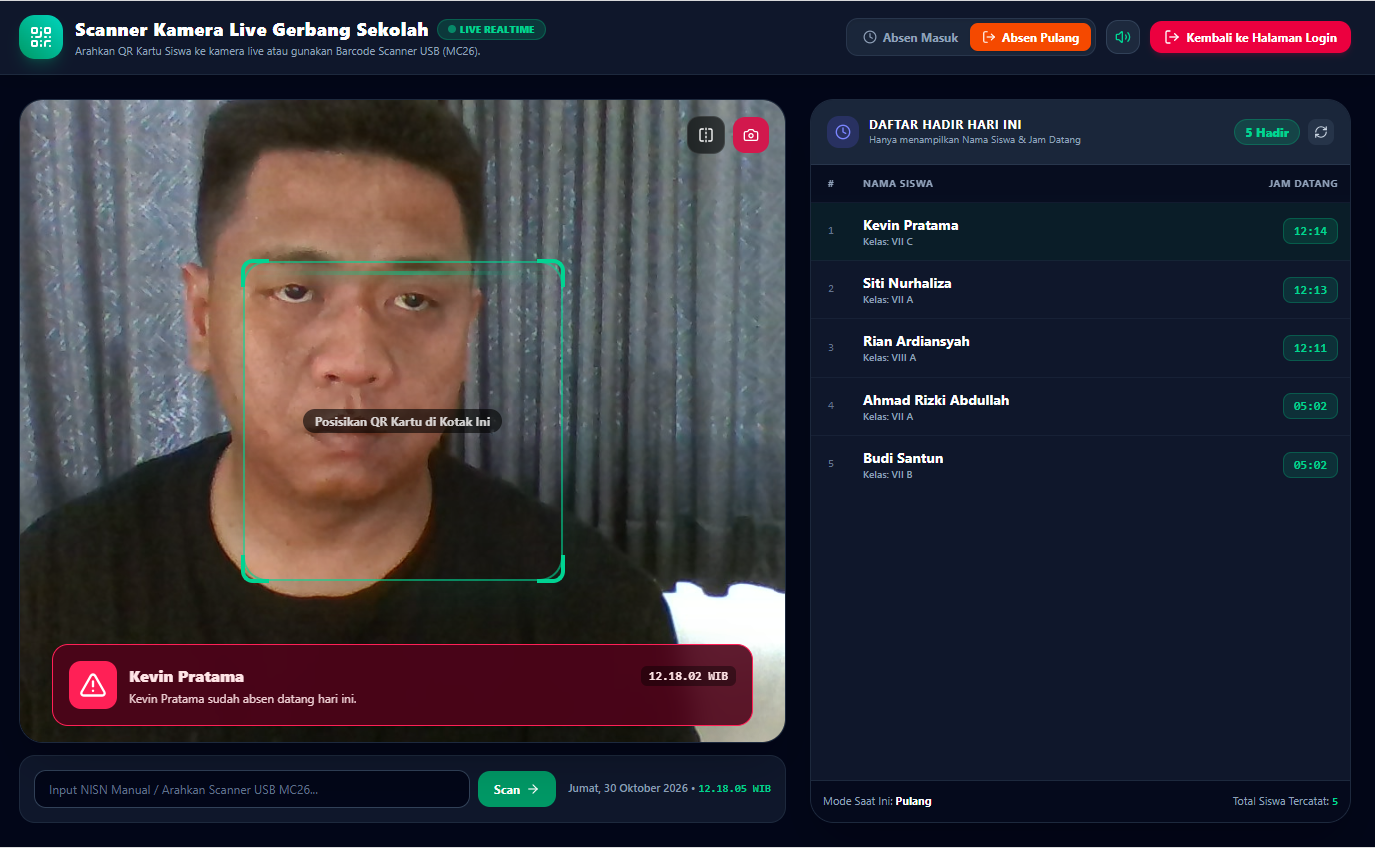 Scanner Kamera Live Gerbang Sekolah
LIVE REALTIME
Arahkan QR Kartu Siswa ke kamera live atau gunakan Barcode Scanner USB (MC26).
Absen Masuk
Absen Pulang
Kembali ke Halaman Login
Posisikan QR Kartu di Kotak Ini
Kevin Pratama
12.18.02 WIB
Kevin Pratama sudah absen datang hari ini.
Input NISN Manual / Arahkan Scanner USB MC26...
Scan →
Jumat, 30 Oktober 2026 • 12.18.05 WIB
DAFTAR HADIR HARI INI
Hanya menampilkan Nama Siswa & Jam Datang
5 Hadir
# NAMA SISWA JAM DATANG
1 Kevin Pratama 12:14
Kelas: VII C
2 Siti Nurhaliza 12:13
Kelas: VII A
3 Rian Ardiansyah 12:11
Kelas: VIII A
4 Ahmad Rizki Abdullah 05:02
Kelas: VII A
5 Budi Santun 05:02
Kelas: VII B
Mode Saat Ini: Pulang
Total Siswa Tercatat: 5